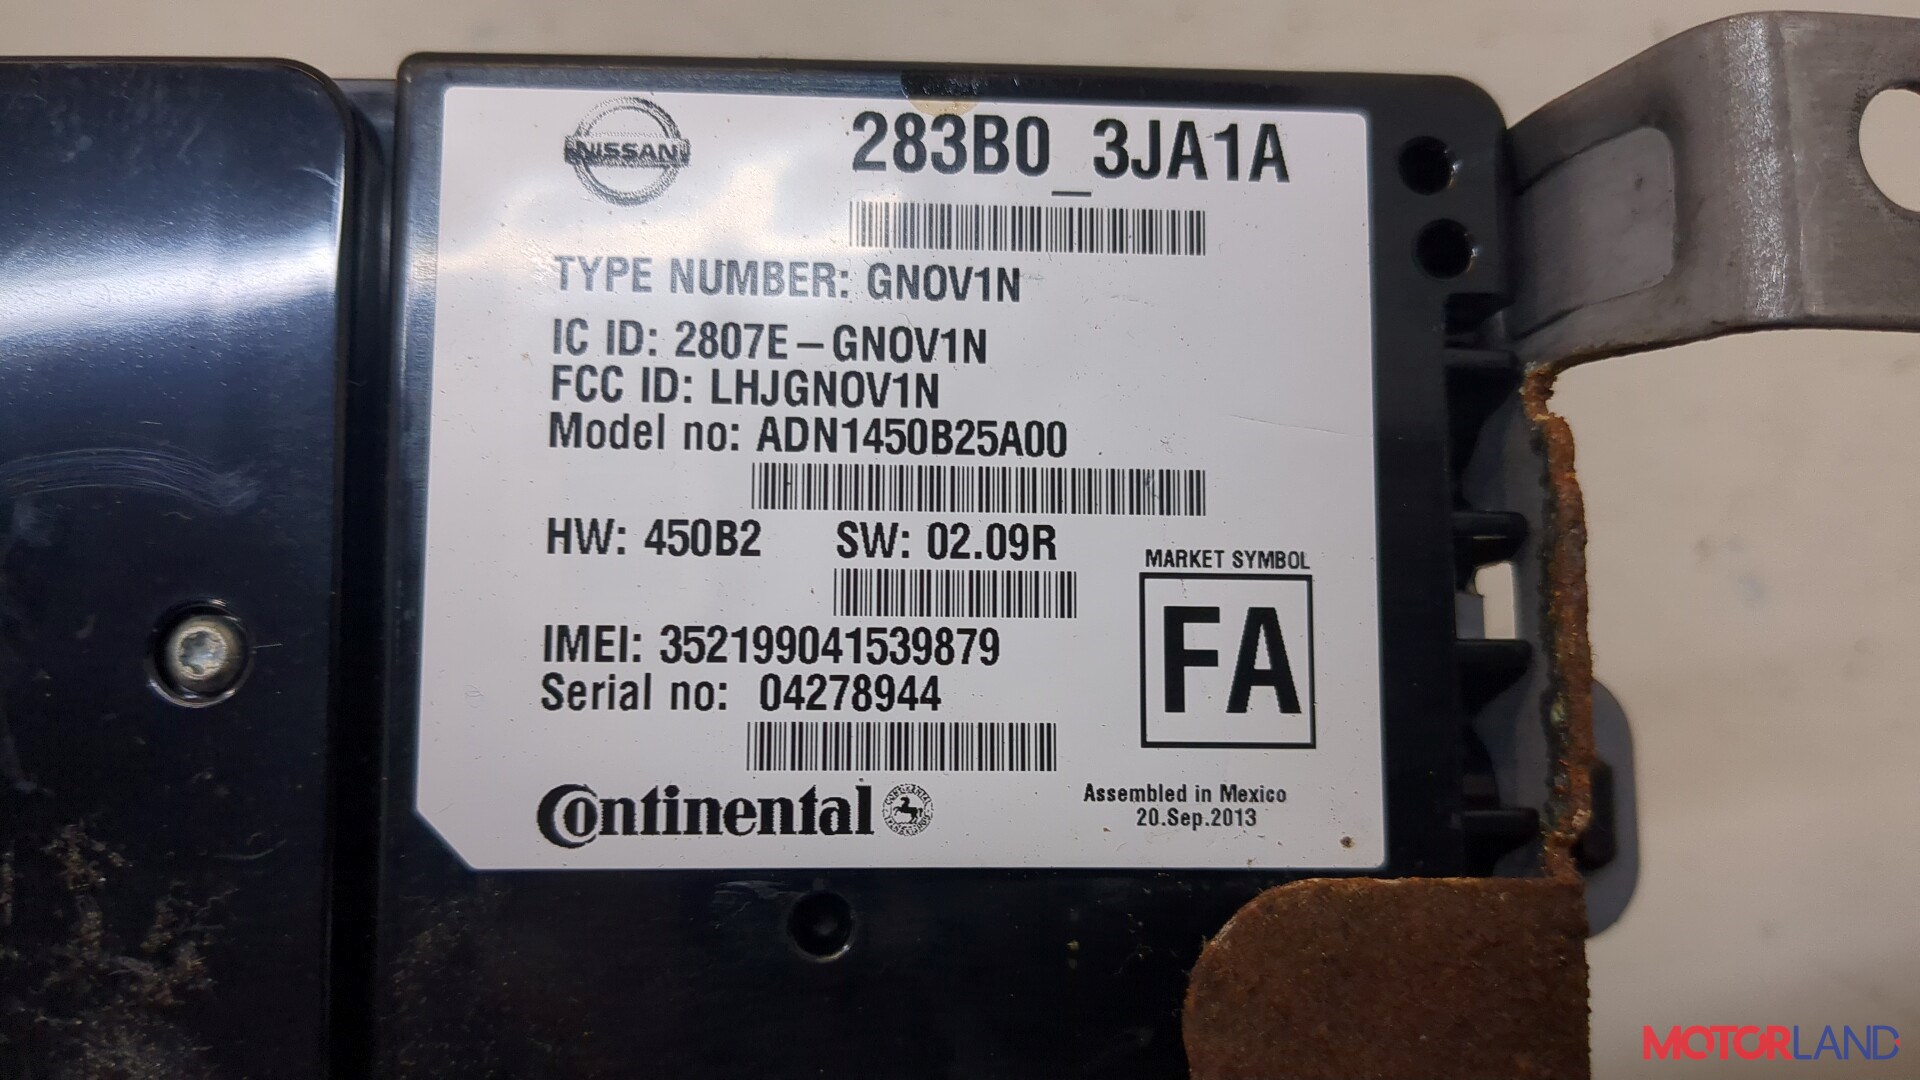 NISSAN
283B0_3JA1A
TYPE NUMBER: GNOV1N
IC ID: 2807E–GNOV1N
FCC ID: LHJGNOV1N
Model no: ADN1450B25A00
HW: 450B2 SW: 02.09R
MARKET SYMBOL
FA
IMEI: 352199041539879
Serial no: 04278944
Continental
Assembled in Mexico
20.Sep.2013
MOTORLAND